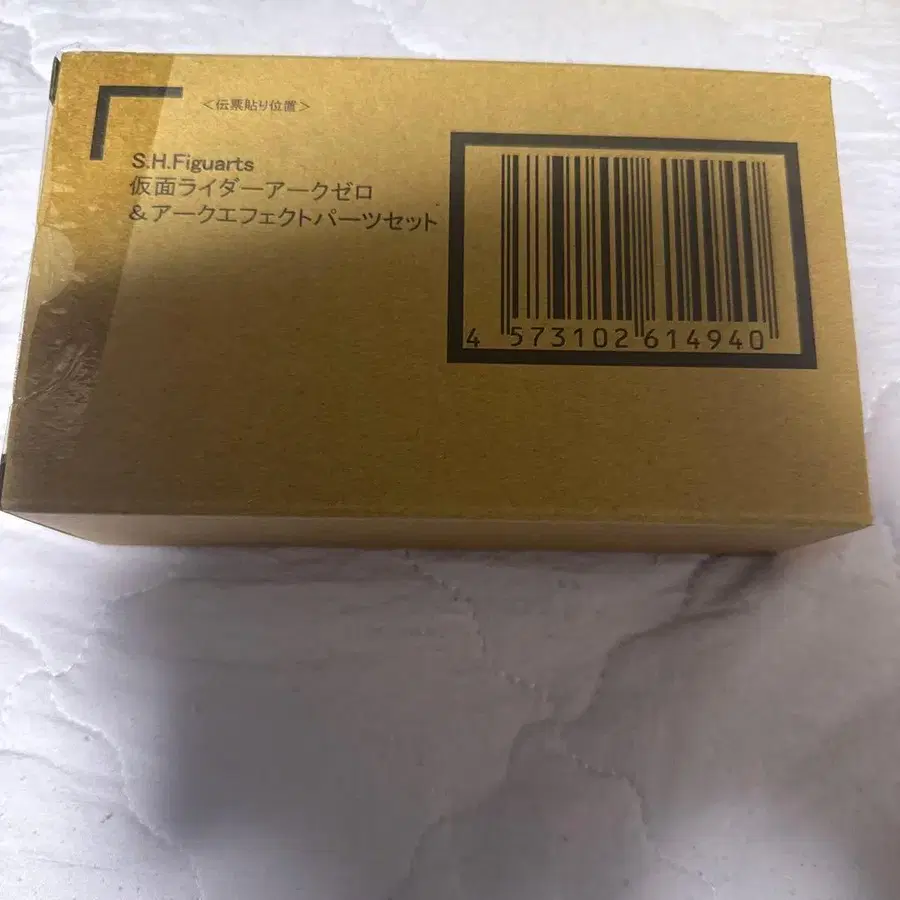 ＜伝票貼り位置＞
S.H.Figuarts
仮面ライダーアークゼロ
＆アークエフェクトパーツセット
4 573102 614940